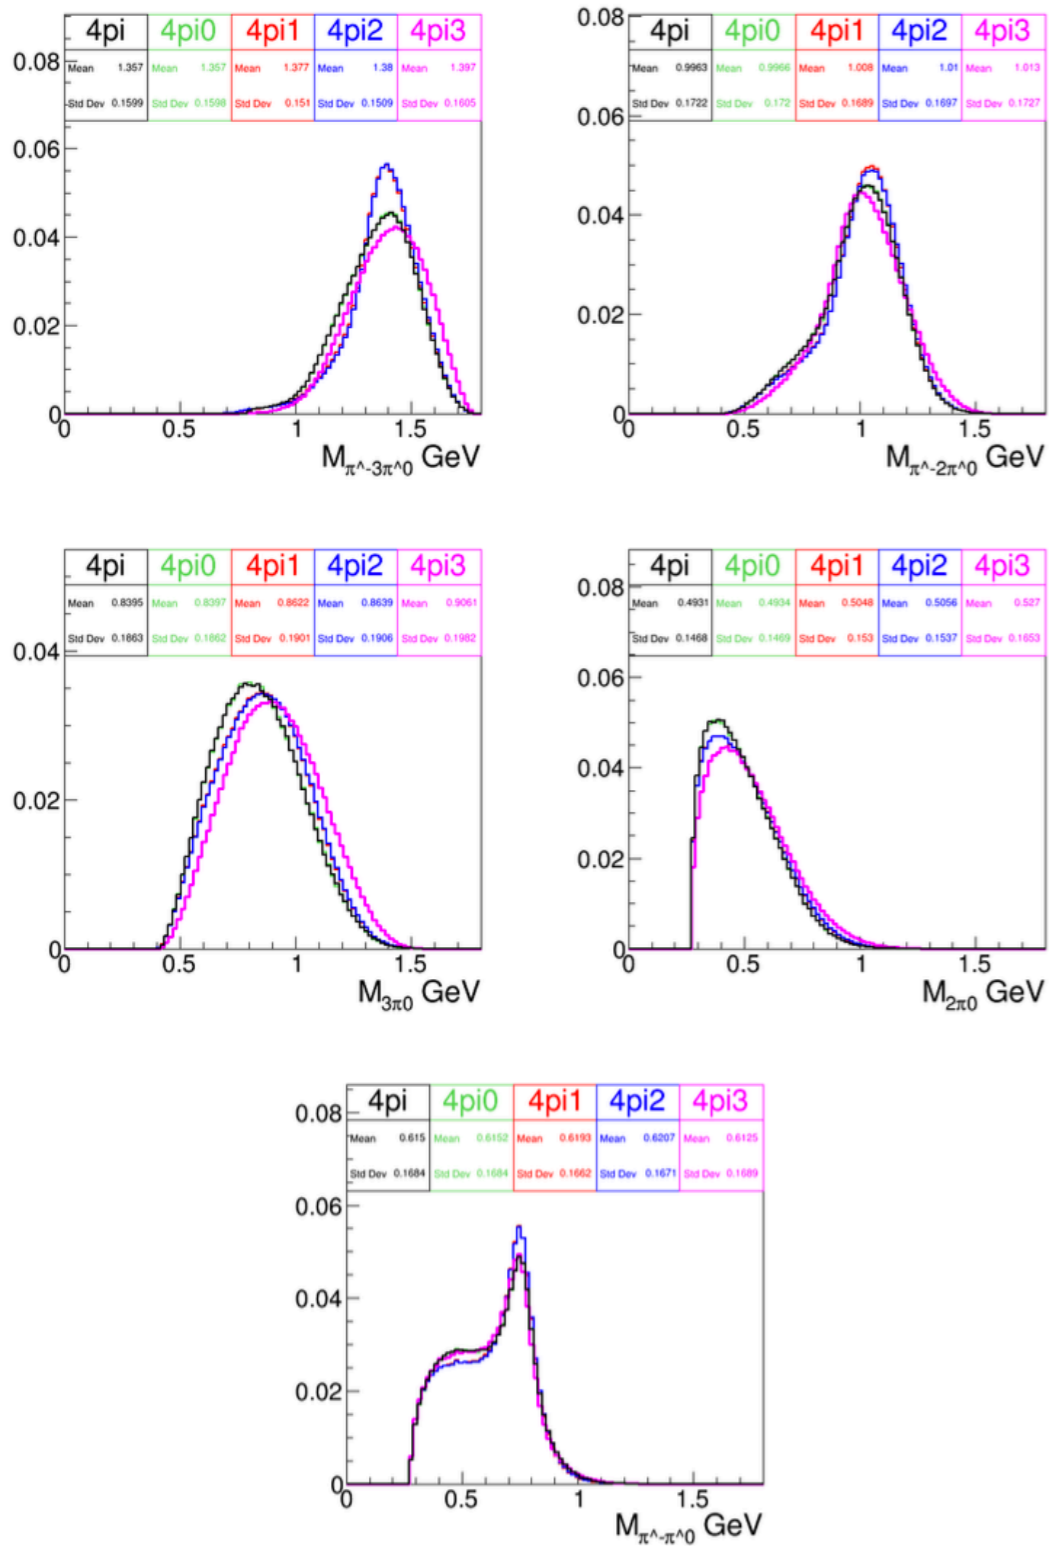 4pi 4pi0 4pi1 4pi2 4pi3
Mean 1.357 Mean 1.357 Mean 1.377 Mean 1.38 Mean 1.397
Std Dev 0.1599 Std Dev 0.1598 Std Dev 0.151 Std Dev 0.1509 Std Dev 0.1605
0.08
0.06
0.04
0.02
0
0 0.5 1 1.5
M π^-3π^0 GeV
4pi 4pi0 4pi1 4pi2 4pi3
Mean 0.9963 Mean 0.9966 Mean 1.008 Mean 1.01 Mean 1.013
Std Dev 0.1722 Std Dev 0.172 Std Dev 0.1689 Std Dev 0.1697 Std Dev 0.1727
0.08
0.06
0.04
0.02
0
0 0.5 1 1.5
M π^-2π^0 GeV
4pi 4pi0 4pi1 4pi2 4pi3
Mean 0.8395 Mean 0.8397 Mean 0.8622 Mean 0.8639 Mean 0.9061
Std Dev 0.1863 Std Dev 0.1862 Std Dev 0.1901 Std Dev 0.1906 Std Dev 0.1982
0.04
0.02
0
0 0.5 1 1.5
M 3π0 GeV
4pi 4pi0 4pi1 4pi2 4pi3
Mean 0.4931 Mean 0.4934 Mean 0.5048 Mean 0.5056 Mean 0.527
Std Dev 0.1468 Std Dev 0.1469 Std Dev 0.153 Std Dev 0.1537 Std Dev 0.1653
0.08
0.06
0.04
0.02
0
0 0.5 1 1.5
M 2π0 GeV
4pi 4pi0 4pi1 4pi2 4pi3
Mean 0.615 Mean 0.6152 Mean 0.6193 Mean 0.6207 Mean 0.6125
Std Dev 0.1684 Std Dev 0.1684 Std Dev 0.1662 Std Dev 0.1671 Std Dev 0.1689
0.08
0.06
0.04
0.02
0
0 0.5 1 1.5
M π^-π^0 GeV